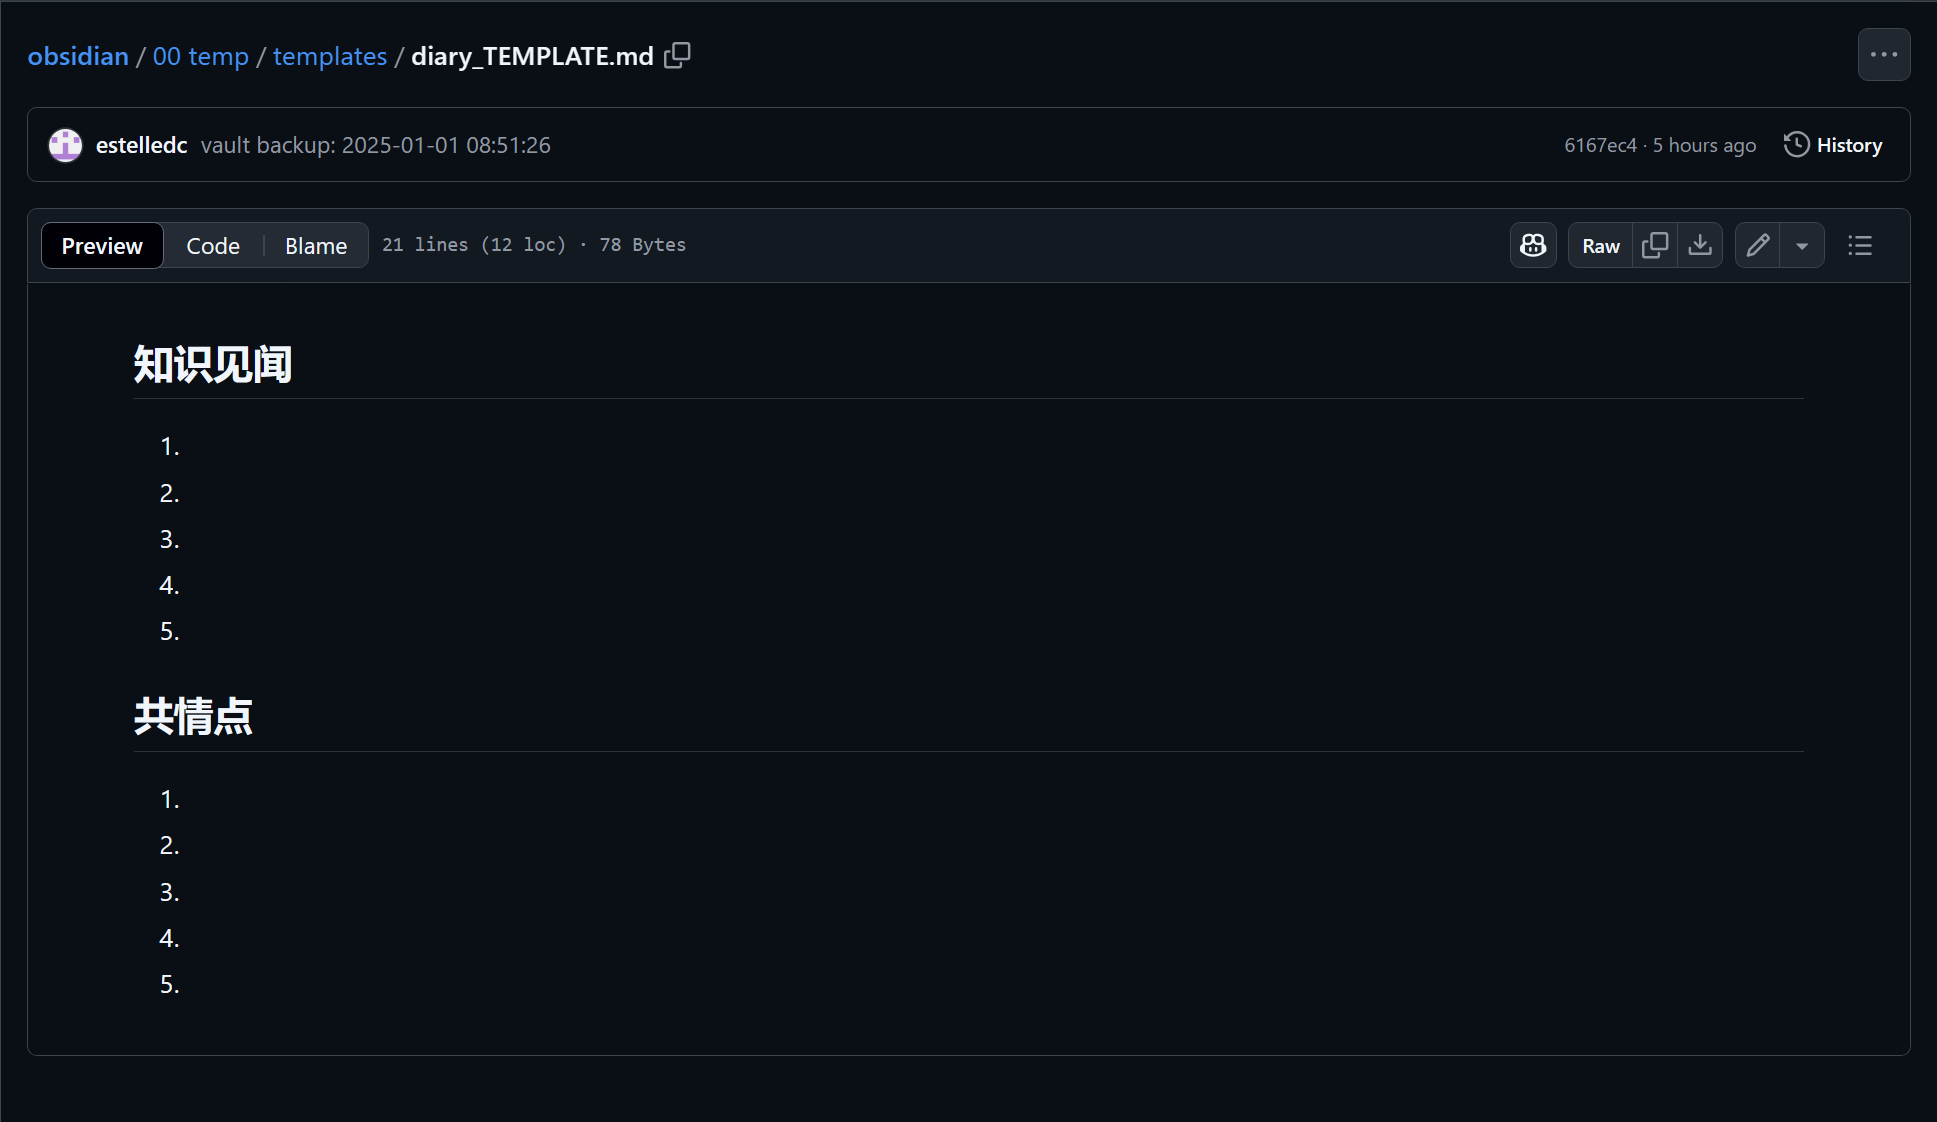 obsidian / 00 temp / templates / diary_TEMPLATE.md
estelledc vault backup: 2025-01-01 08:51:26 6167ec4 · 5 hours ago History
Preview Code Blame 21 lines (12 loc) · 78 Bytes Raw
知识见闻
1.
2.
3.
4.
5.
共情点
1.
2.
3.
4.
5.